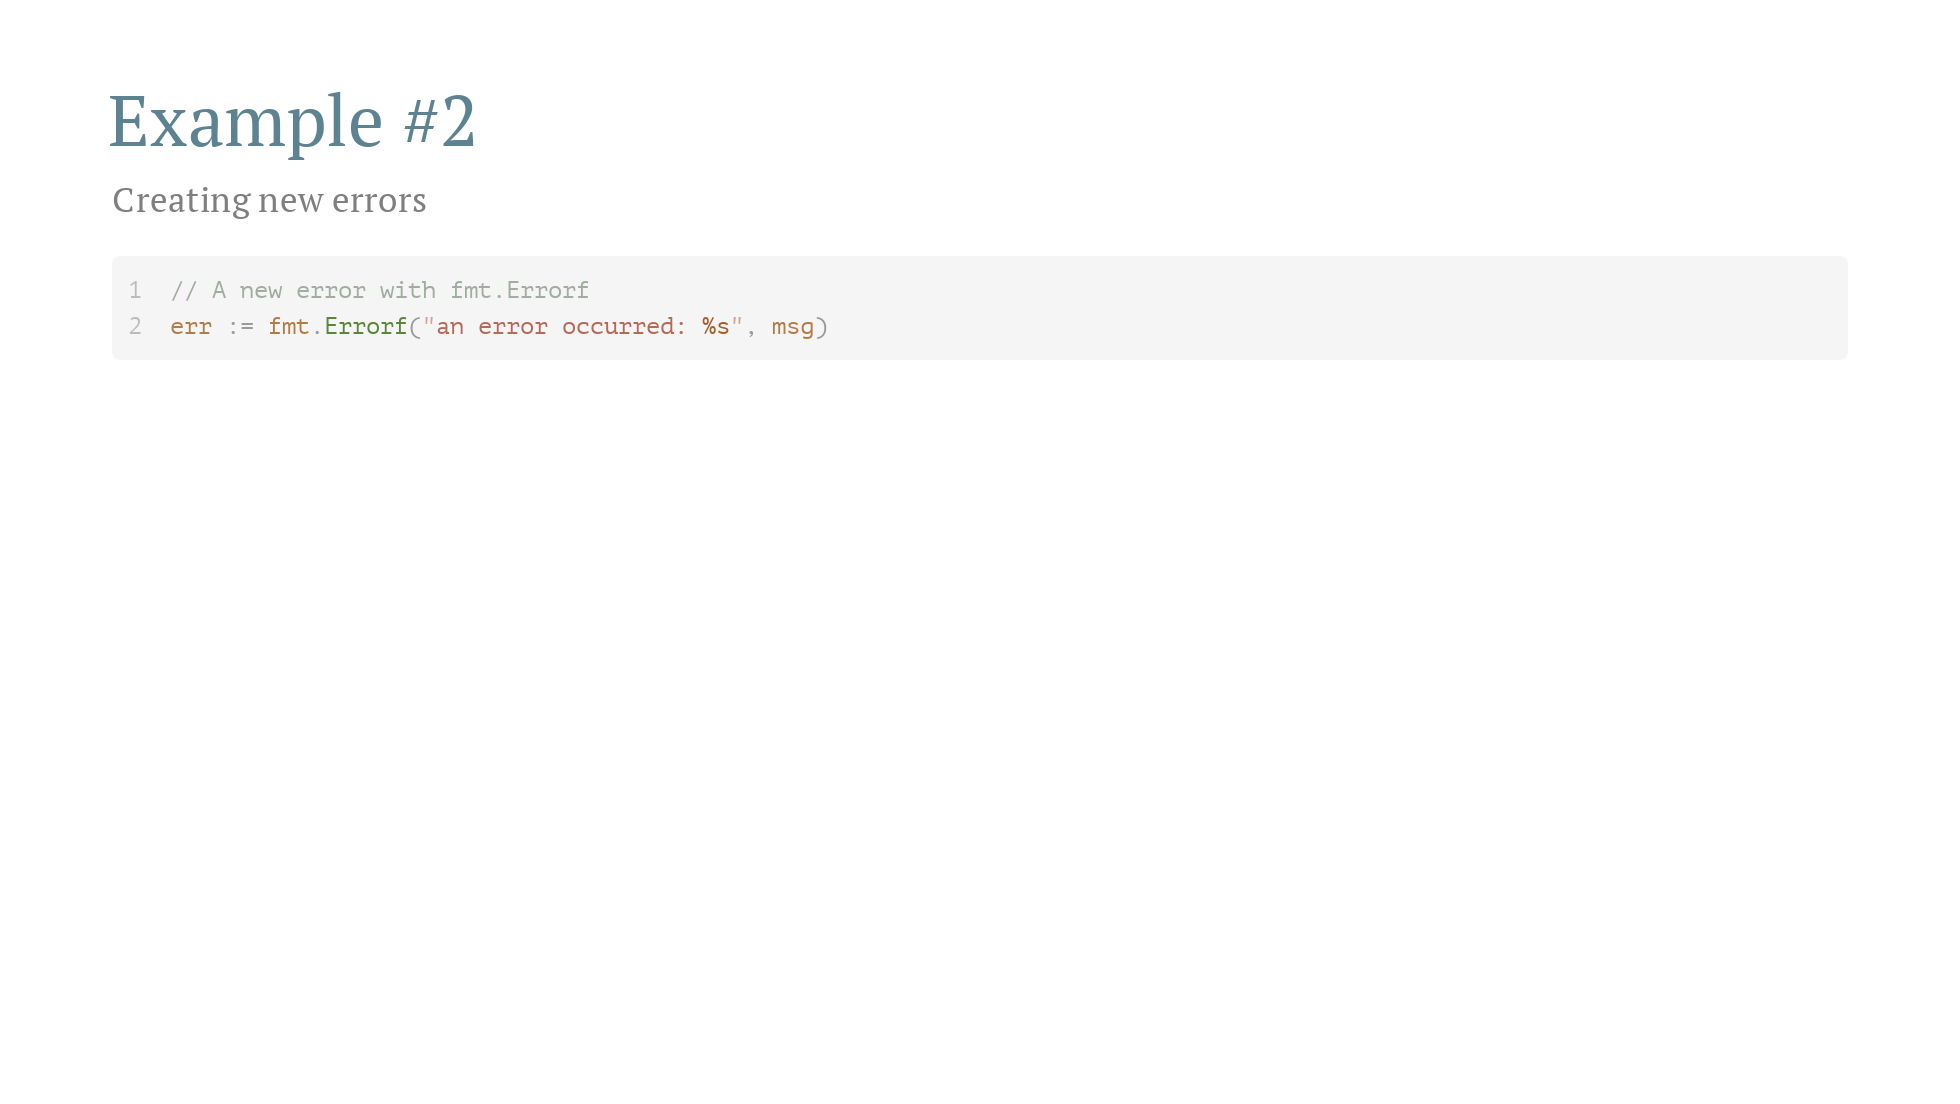 Example #2
Creating new errors
1 // A new error with fmt.Errorf
2 err := fmt.Errorf("an error occurred: %s", msg)